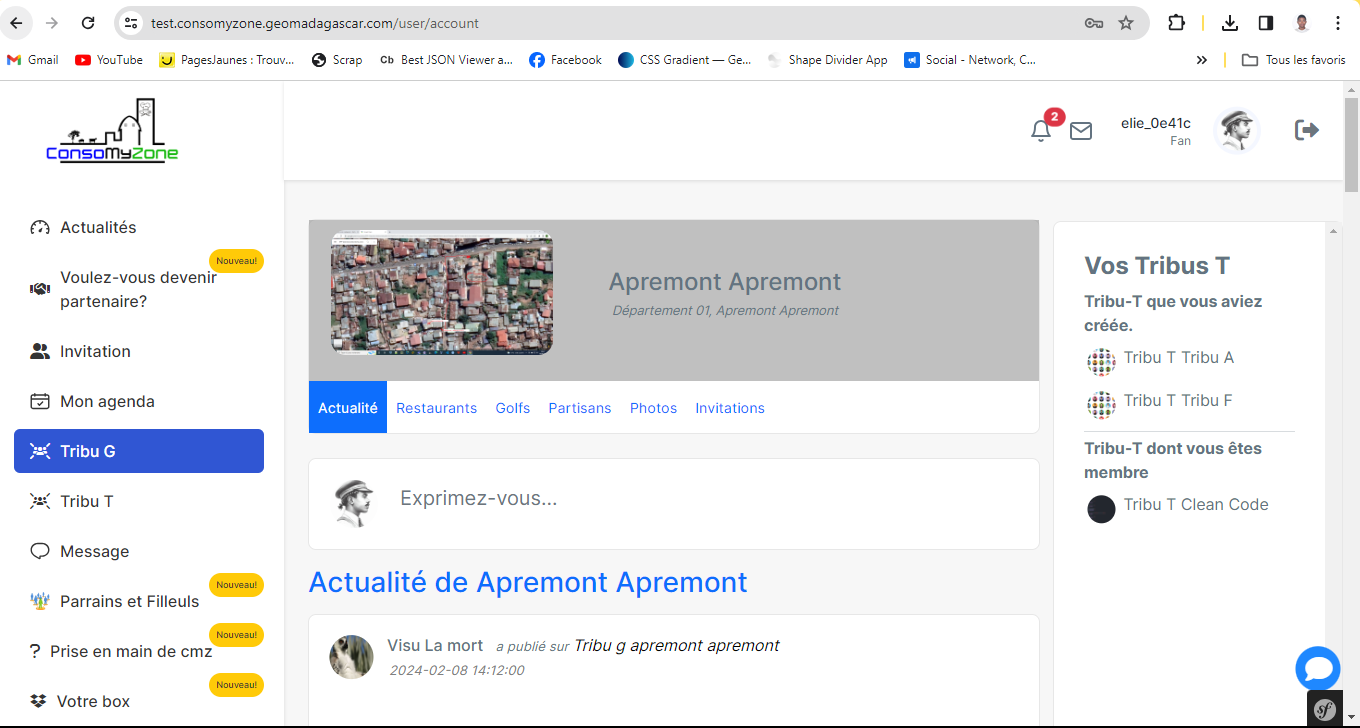 test.consomyzone.geomadagascar.com/user/account
Gmail
YouTube
PagesJaunes : Trouv...
Scrap
Cb Best JSON Viewer a...
Facebook
CSS Gradient — Ge...
Shape Divider App
Social - Network, C...
»
Tous les favoris
ConsoMyZone
2
elie_0e41c
Fan
Actualités
Nouveau!
Voulez-vous devenir
partenaire?
Invitation
Mon agenda
Tribu G
Tribu T
Message
Nouveau!
Parrains et Filleuls
Nouveau!
? Prise en main de cmz
Nouveau!
Votre box
Apremont Apremont
Département 01, Apremont Apremont
Actualité Restaurants Golfs Partisans Photos Invitations
Exprimez-vous...
Actualité de Apremont Apremont
Visu La mort a publié sur Tribu g apremont apremont
2024-02-08 14:12:00
Vos Tribus T
Tribu-T que vous aviez
créée.
Tribu T Tribu A
Tribu T Tribu F
Tribu-T dont vous êtes
membre
Tribu T Clean Code
sf